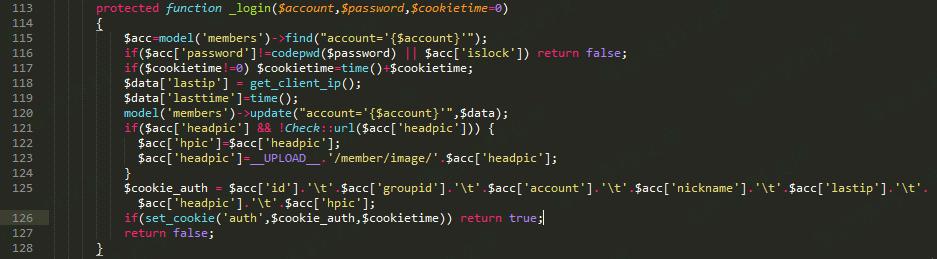 113 protected function _login($account,$password,$cookietime=0)
114 {
115 $acc=model('members')->find("account='{$account}'");
116 if($acc['password']!=codepwd($password) || $acc['islock']) return false;
117 if($cookietime!=0) $cookietime=time()+$cookietime;
118 $data['lastip'] = get_client_ip();
119 $data['lasttime']=time();
120 model('members')->update("account='{$account}'",$data);
121 if($acc['headpic'] && !Check::url($acc['headpic'])) {
122 $acc['hpic']=$acc['headpic'];
123 $acc['headpic']=__UPLOAD__.'/member/image/'.$acc['headpic'];
124 }
125 $cookie_auth = $acc['id'].'\t'.$acc['groupid'].'\t'.$acc['account'].'\t'.$acc['nickname'].'\t'.$acc['lastip'].'\t'.
$acc['headpic'].'\t'.$acc['hpic'];
126 if(set_cookie('auth',$cookie_auth,$cookietime)) return true;
127 return false;
128 }